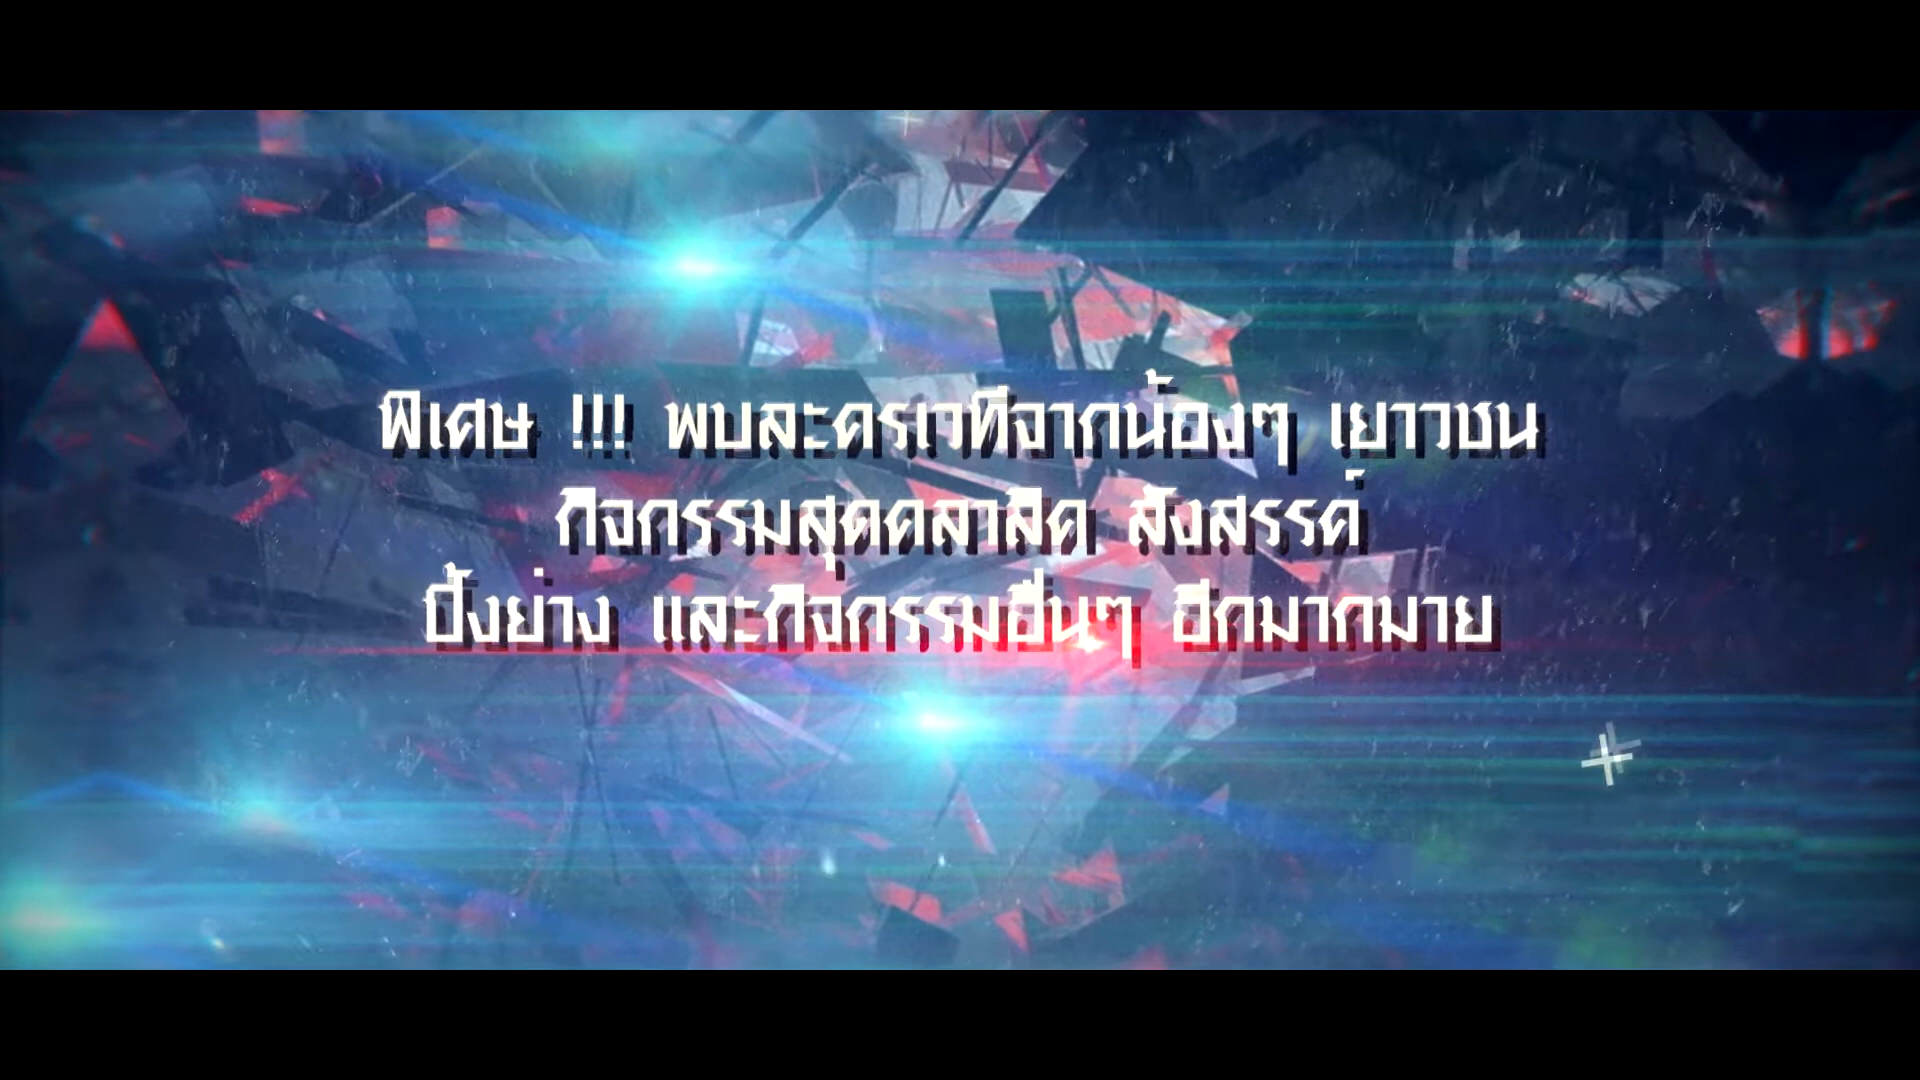 พิเศษ !!! พบละครเวทีจากน้องๆ เยาวชน
กิจกรรมสุดคลาสิค สังสรรค์
ปิ้งย่าง และกิจกรรมอื่นๆ อีกมากมาย